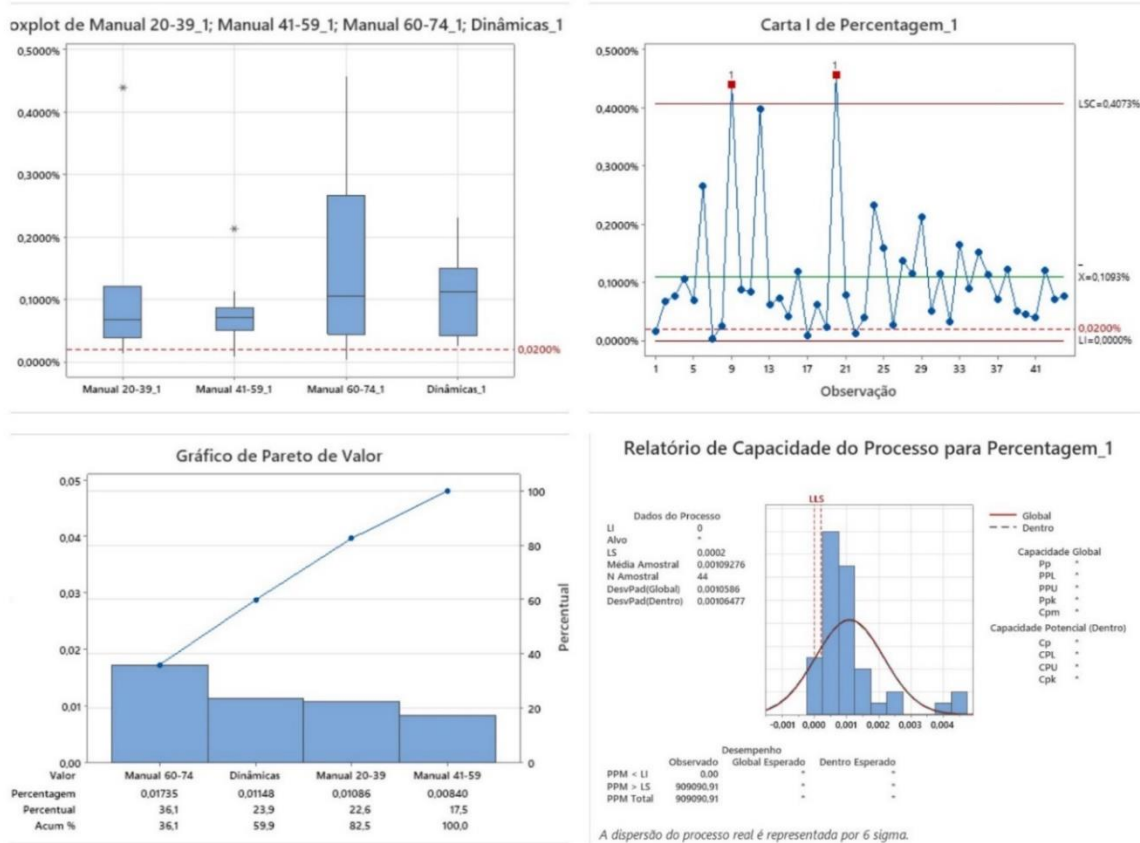 oxplot de Manual 20-39_1; Manual 41-59_1; Manual 60-74_1; Dinâmicas_1
0,5000%
0,4000%
0,3000%
0,2000%
0,1000%
0,0000%
0,0200%
Manual 20-39_1 Manual 41-59_1 Manual 60-74_1 Dinâmicas_1
Carta I de Percentagem_1
0,5000%
0,4000%
0,3000%
0,2000%
0,1000%
0,0000%
1
1
LSC=0,4073%
X=0,1093%
0,0200%
LI=0,0000%
1 5 9 13 17 21 25 29 33 37 41
Observação
Gráfico de Pareto de Valor
0,05
0,04
0,03
0,02
0,01
0,00
100
80
60
40
20
0
Percentual
Valor Manual 60-74 Dinâmicas Manual 20-39 Manual 41-59
Percentagem 0,01735 0,01148 0,01086 0,00840
Percentual 36,1 23,9 22,6 17,5
Acum % 36,1 59,9 82,5 100,0
Relatório de Capacidade do Processo para Percentagem_1
Dados do Processo
LI 0
Alvo *
LS 0,0002
Média Amostral 0,00109276
N Amostral 44
DesvPad(Global) 0,0010586
DesvPad(Dentro) 0,00106477
-0,001 0,000 0,001 0,002 0,003 0,004
Global
Dentro
Capacidade Global
Pp *
PPL *
PPU *
Ppk *
Cpm *
Capacidade Potencial (Dentro)
Cp *
CPL *
CPU *
Cpk *
Desempenho
Observado Global Esperado Dentro Esperado
PPM < LI 0,00 * *
PPM > LS 909090,91 * *
PPM Total 909090,91 * *
A dispersão do processo real é representada por 6 sigma.